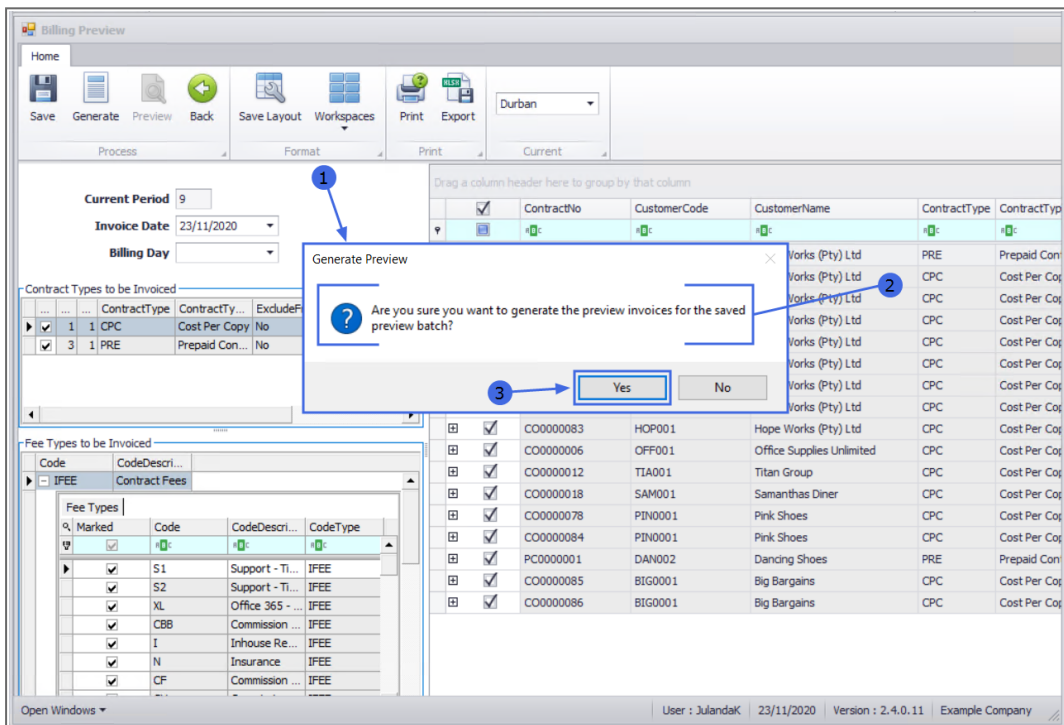 Billing Preview
Home
Save Generate Preview Back Save Layout Workspaces Print Export Durban
Process Format Print Current
1
Drag a column header here to group by that column
Current Period 9
Invoice Date 23/11/2020
Billing Day
ContractNo CustomerCode CustomerName ContractType ContractTyp
Generate Preview
Are you sure you want to generate the preview invoices for the saved
preview batch?
2
3
Yes No
Contract Types to be Invoiced
... ... ... ContractType ContractTy... ExcludeF
1 1 CPC Cost Per Copy No
3 1 PRE Prepaid Con... No
Works (Pty) Ltd PRE Prepaid Con
Works (Pty) Ltd CPC Cost Per Cop
Works (Pty) Ltd CPC Cost Per Cop
Works (Pty) Ltd CPC Cost Per Cop
Works (Pty) Ltd CPC Cost Per Cop
Works (Pty) Ltd CPC Cost Per Cop
Works (Pty) Ltd CPC Cost Per Cop
Works (Pty) Ltd CPC Cost Per Cop
CO0000083 HOP001 Hope Works (Pty) Ltd CPC Cost Per Cop
CO0000006 OFF001 Office Supplies Unlimited CPC Cost Per Cop
CO0000012 TIA001 Titan Group CPC Cost Per Cop
CO0000018 SAM001 Samanthas Diner CPC Cost Per Cop
CO0000078 PIN0001 Pink Shoes CPC Cost Per Cop
CO0000084 PIN0001 Pink Shoes CPC Cost Per Cop
PC0000001 DAN002 Dancing Shoes PRE Prepaid Con
CO0000085 BIG0001 Big Bargains CPC Cost Per Cop
CO0000086 BIG0001 Big Bargains CPC Cost Per Cop
Fee Types to be Invoiced
Code CodeDescri...
IFEE Contract Fees
Fee Types
Marked Code CodeDescri... CodeType
S1 Support - Ti... IFEE
S2 Support - Ti... IFEE
XL Office 365 - ... IFEE
CBB Commission ... IFEE
I Inhouse Re... IFEE
N Insurance IFEE
CF Commission ... IFEE
Open Windows User : JulandaK 23/11/2020 Version : 2.4.0.11 Example Company